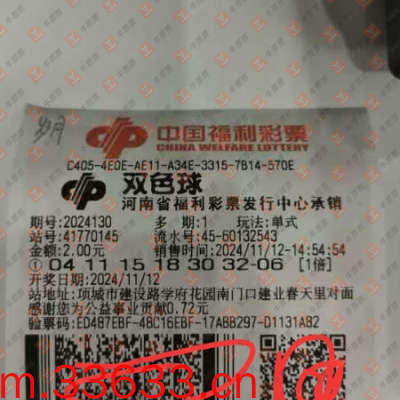 岁月
中国福利彩票
CHINA WELFARE LOTTERY
C405-4E0E-AE11-A34E-3315-7B14-570E
双色球
河南省福利彩票发行中心承销
期号:2024130 多 期:1 玩法:单式
站号:41770145 流水号:45-60132543
金额:2.00元 销售时间:2024/11/12-14:54:54
① 04 11 15 18 30 32-06 [1倍]
开奖日期:2024/11/12
站址地址:项城市建设路学府花园南门口建业春天里对面
感谢您为公益事业贡献0.72元
验票码:ED487EBF-48C16EBF-17ABB297-D1131A82
m.33633.cn